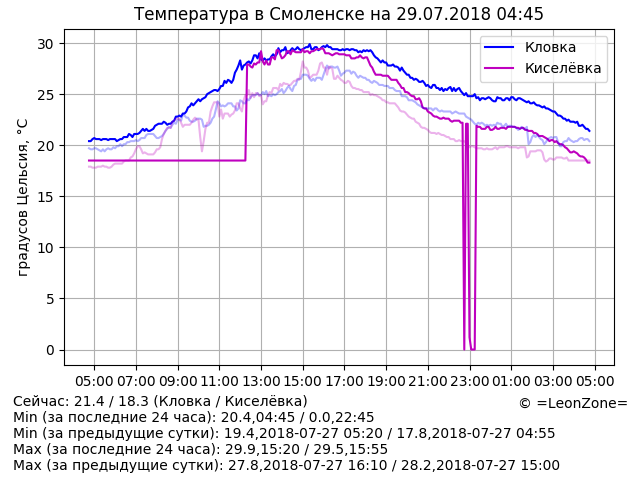 Температура в Смоленске на 29.07.2018 04:45
Кловка
Киселёвка
градусов Цельсия, °C
30
25
20
15
10
5
0
05:00 07:00 09:00 11:00 13:00 15:00 17:00 19:00 21:00 23:00 01:00 03:00 05:00
Сейчас: 21.4 / 18.3 (Кловка / Киселёвка)
© =LeonZone=
Min (за последние 24 часа): 20.4,04:45 / 0.0,22:45
Min (за предыдущие сутки): 19.4,2018-07-27 05:20 / 17.8,2018-07-27 04:55
Max (за последние 24 часа): 29.9,15:20 / 29.5,15:55
Max (за предыдущие сутки): 27.8,2018-07-27 16:10 / 28.2,2018-07-27 15:00